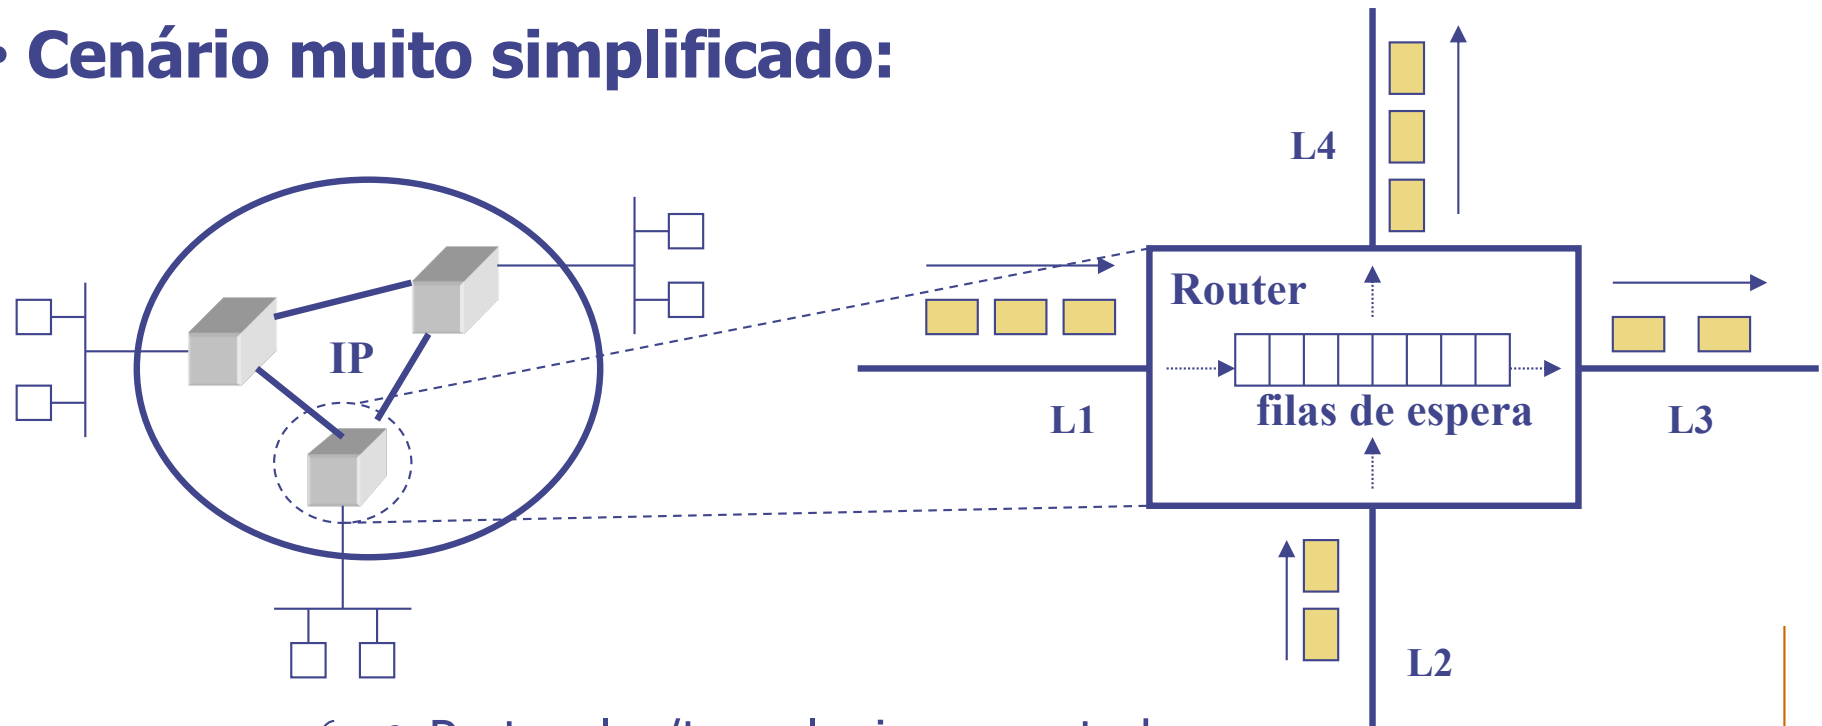 • Cenário muito simplificado:
L4
Router
IP
filas de espera
L1
L3
L2